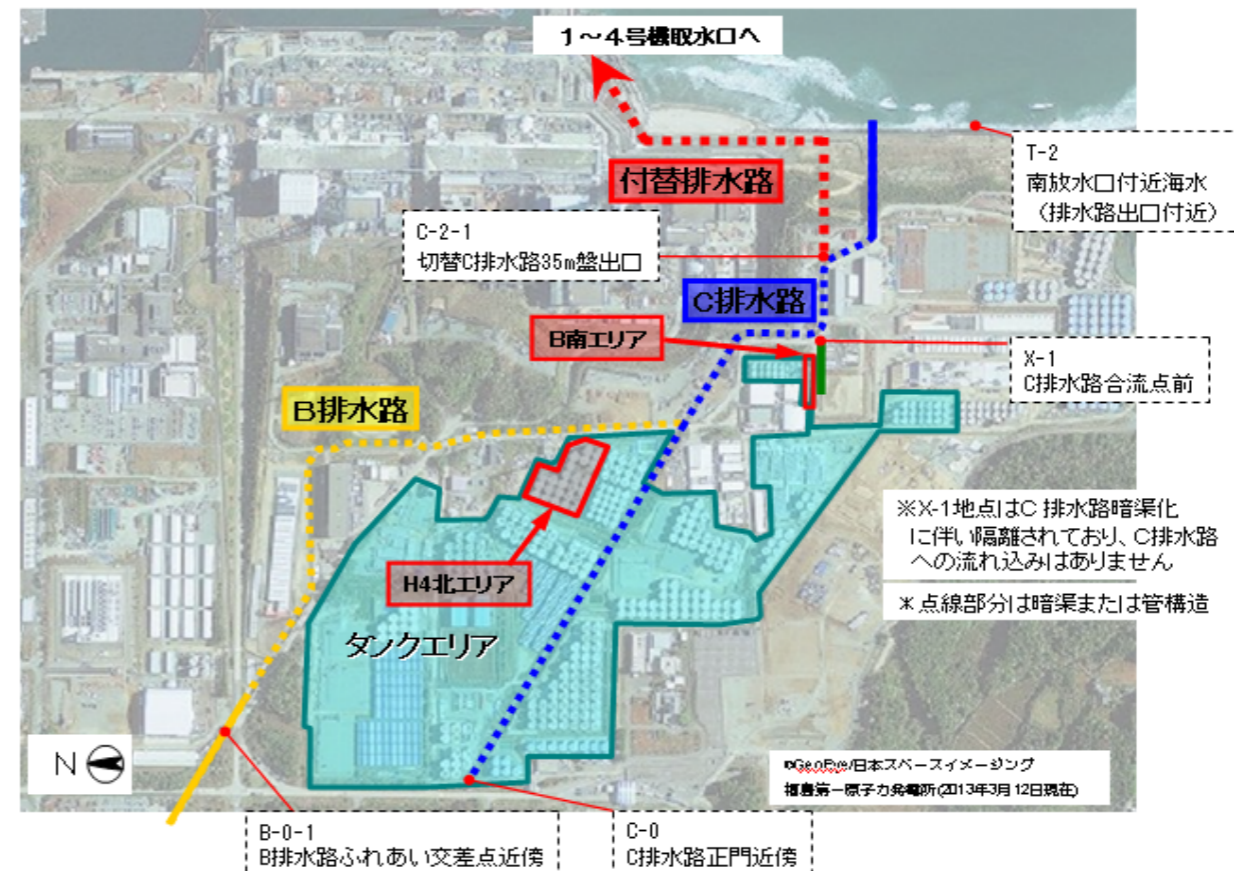 1～4号機取水口へ
T-2
南放水口付近海水
（排水路出口付近）
付替排水路
C-2-1
切替C排水路35m盤出口
C排水路
B南エリア
X-1
C排水路合流点前
B排水路
※X-1地点はC 排水路暗渠化
に伴い隔離されており、C排水路
への流れ込みはありません
H4北エリア
＊点線部分は暗渠または管構造
タンクエリア
N
©GeoEye/日本スペースイメージング
福島第一原子力発電所(2013年3月12日現在)
B-0-1
B排水路ふれあい交差点近傍
C-0
C排水路正門近傍